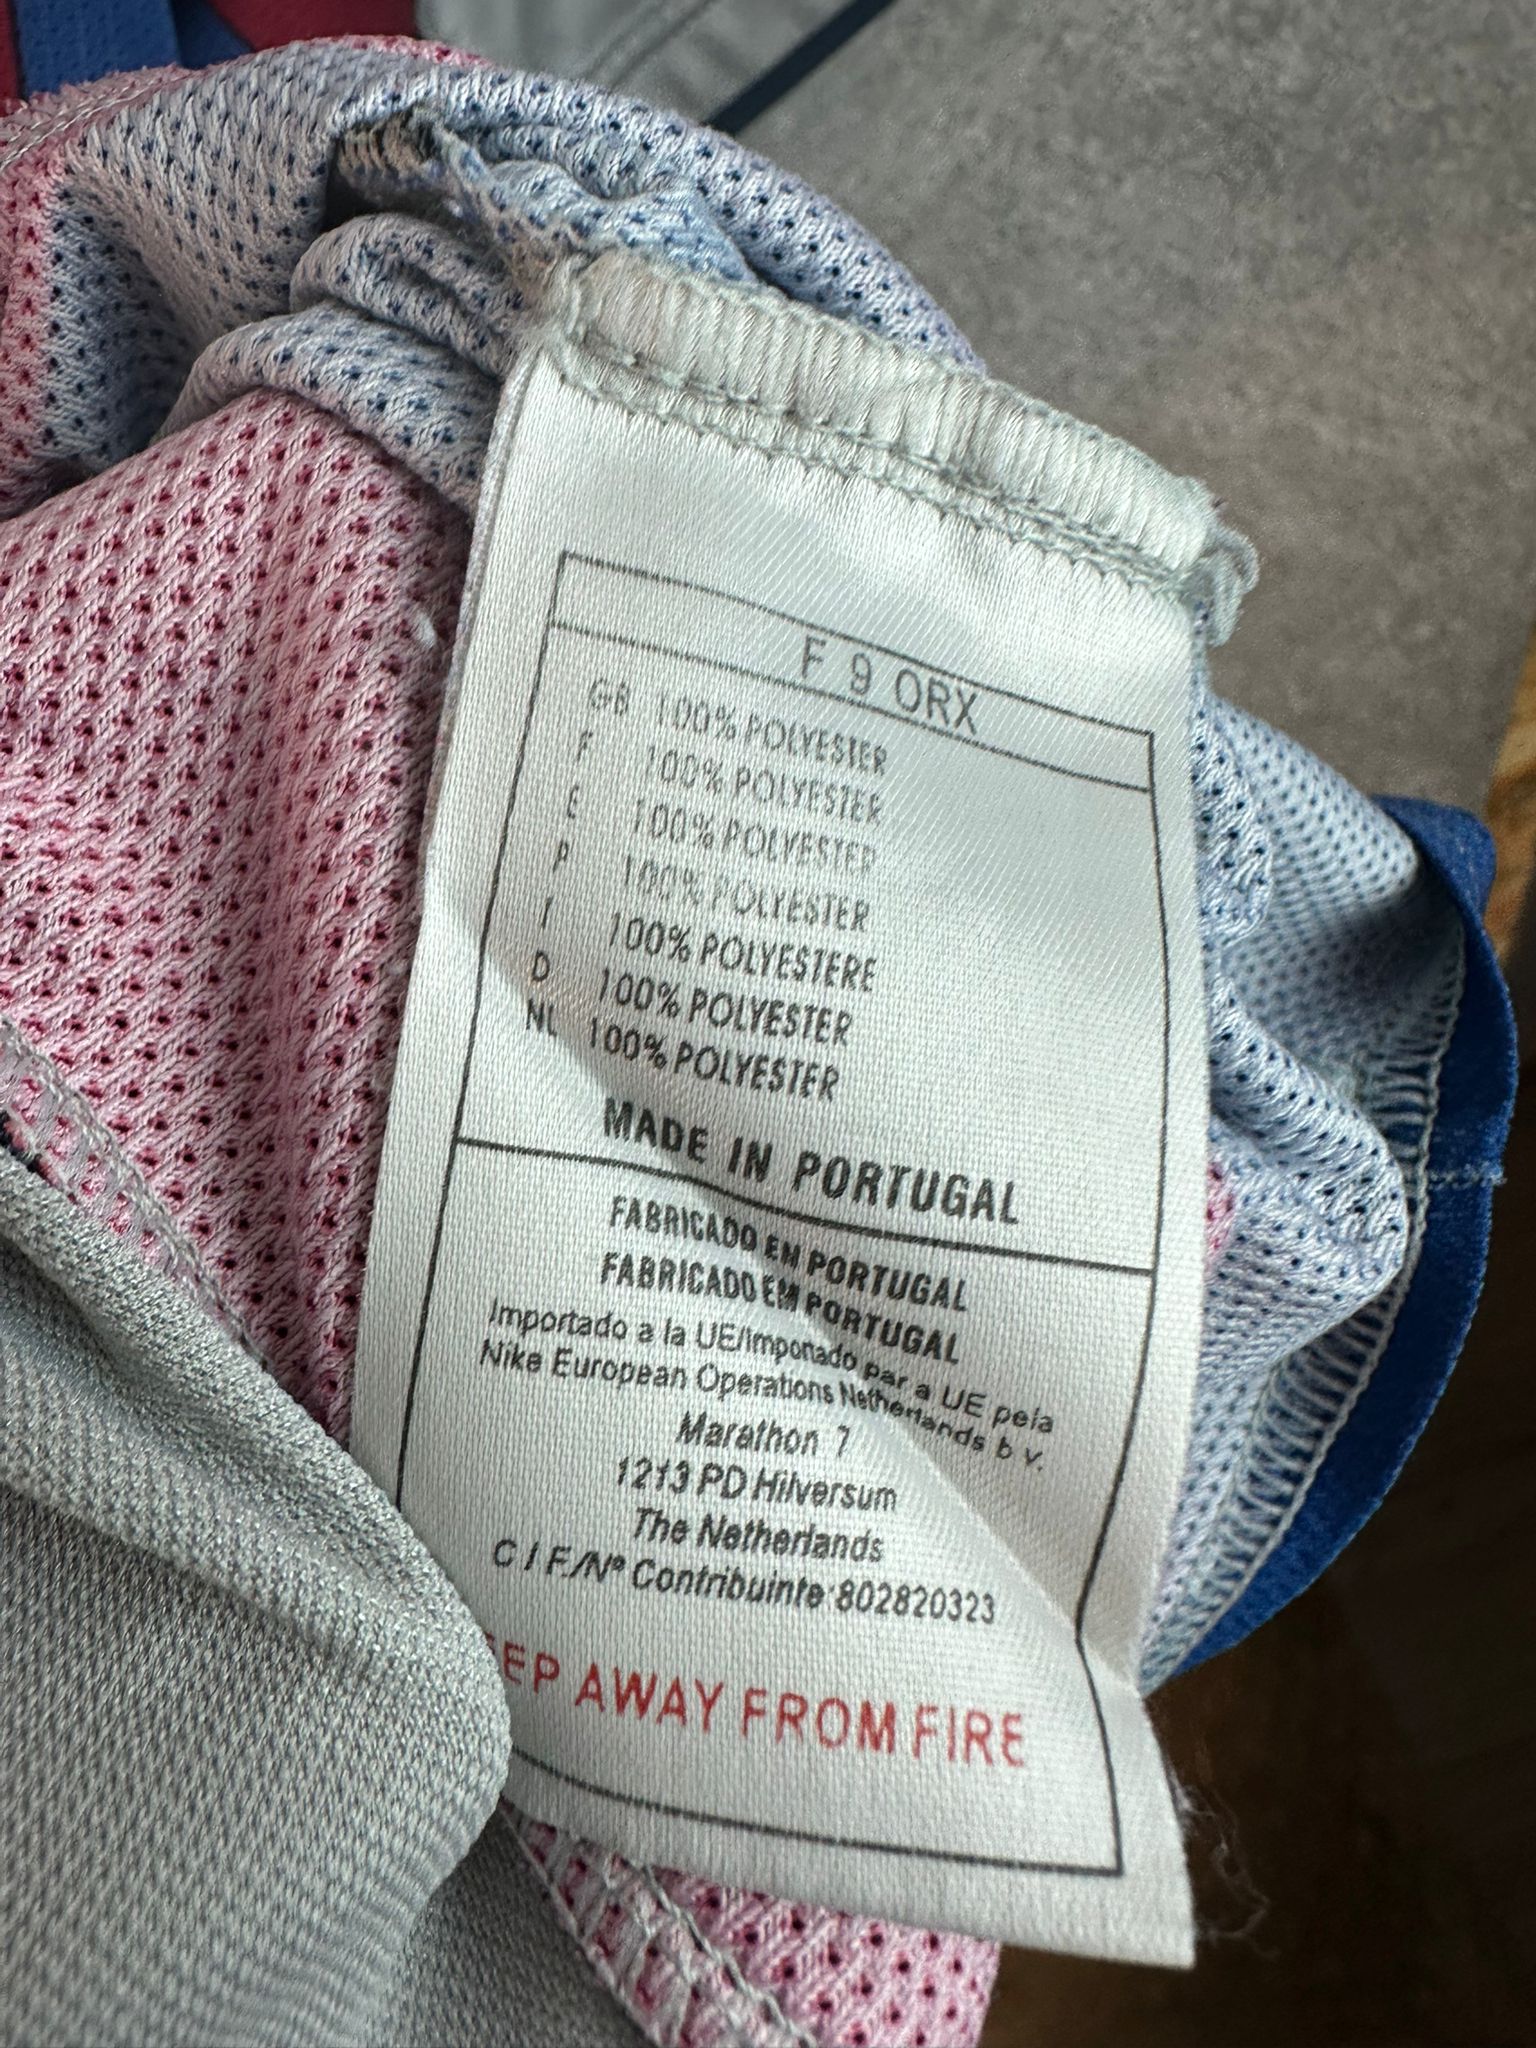 F 9 ORX
GB 100% POLYESTER
F 100% POLYESTER
E 100% POLYESTER
P 100% POLYESTER
I 100% POLYESTERE
D 100% POLYESTER
NL 100% POLYESTER
MADE IN PORTUGAL
FABRICADO EM PORTUGAL
FABRICADO EM PORTUGAL
Importado a la UE/Imponado par a UE pela
Nike European Operations Netherlands b v.
Marathon 7
1213 PD Hilversum
The Netherlands
C I F./Nº Contribuinte:802820323
EEP AWAY FROM FIRE